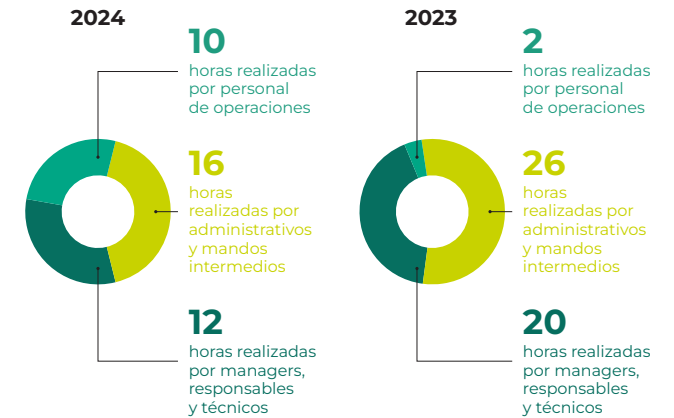 2024
10
horas realizadas
por personal
de operaciones
16
horas
realizadas por
administrativos
y mandos
intermedios
12
horas realizadas
por managers,
responsables
y técnicos
2023
2
horas realizadas
por personal
de operaciones
26
horas
realizadas por
administrativos
y mandos
intermedios
20
horas realizadas
por managers,
responsables
y técnicos